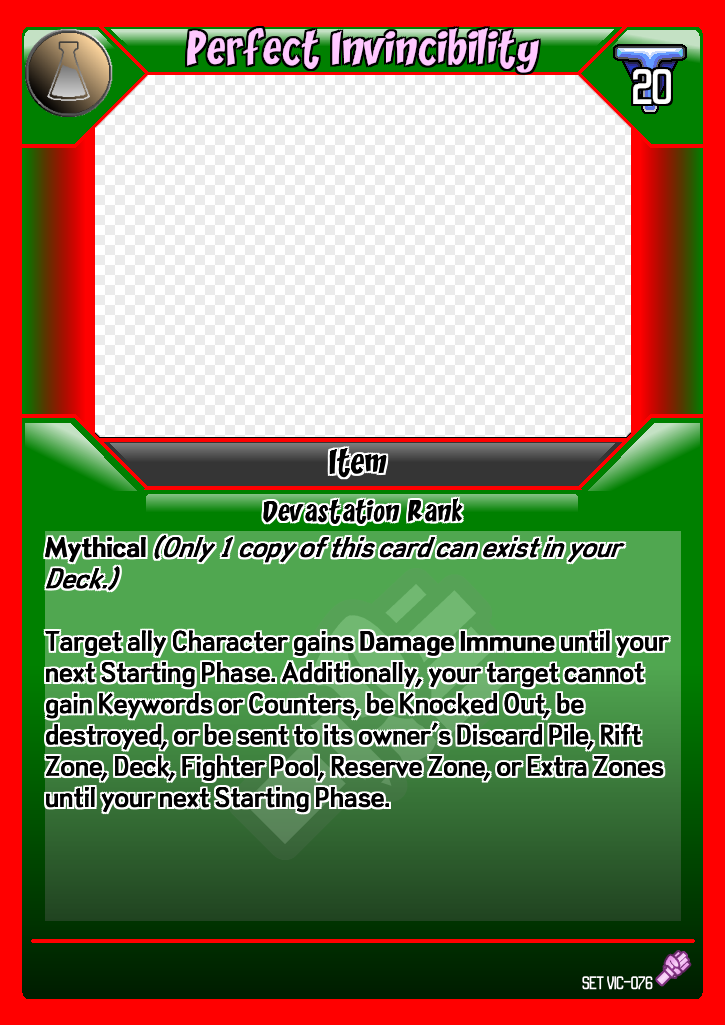 Perfect Invincibility
20
Item
Devastation Rank
Mythical (Only 1 copy of this card can exist in your
Deck.)
Target ally Character gains Damage Immune until your
next Starting Phase. Additionally, your target cannot
gain Keywords or Counters, be Knocked Out, be
destroyed, or be sent to its owner's Discard Pile, Rift
Zone, Deck, Fighter Pool, Reserve Zone, or Extra Zones
until your next Starting Phase.
SET VIC-076